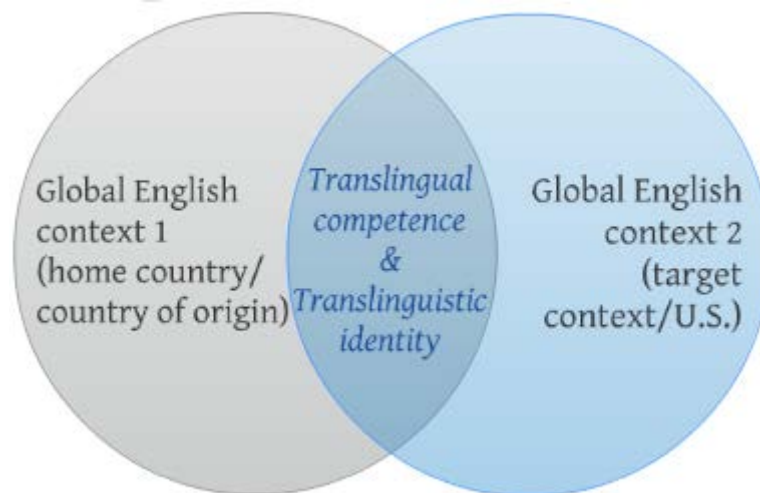 Global English
context 1
(home country/
country of origin)
Translingual
competence
&
Translinguistic
identity
Global English
context 2
(target
context/U.S.)